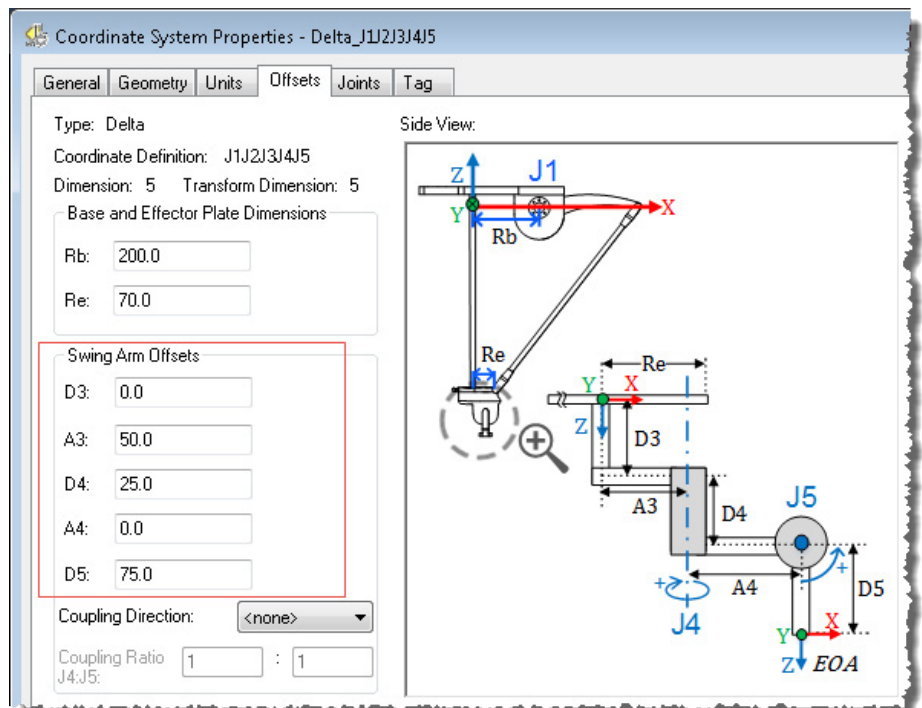 Coordinate System Properties - Delta_J1J2J3J4J5
General Geometry Units Offsets Joints Tag
Type: Delta
Coordinate Definition: J1J2J3J4J5
Dimension: 5 Transform Dimension: 5
Base and Effector Plate Dimensions
Rb: 200.0
Re: 70.0
Swing Arm Offsets
D3: 0.0
A3: 50.0
D4: 25.0
A4: 0.0
D5: 75.0
Coupling Direction: <none>
Coupling Ratio 1 : 1
J4:J5:
Side View:
Z
J1
Y
X
Rb
Re
Re
Y
X
Z
D3
A3
D4
J5
+
A4
D5
+
J4
Y
X
Z
EOA